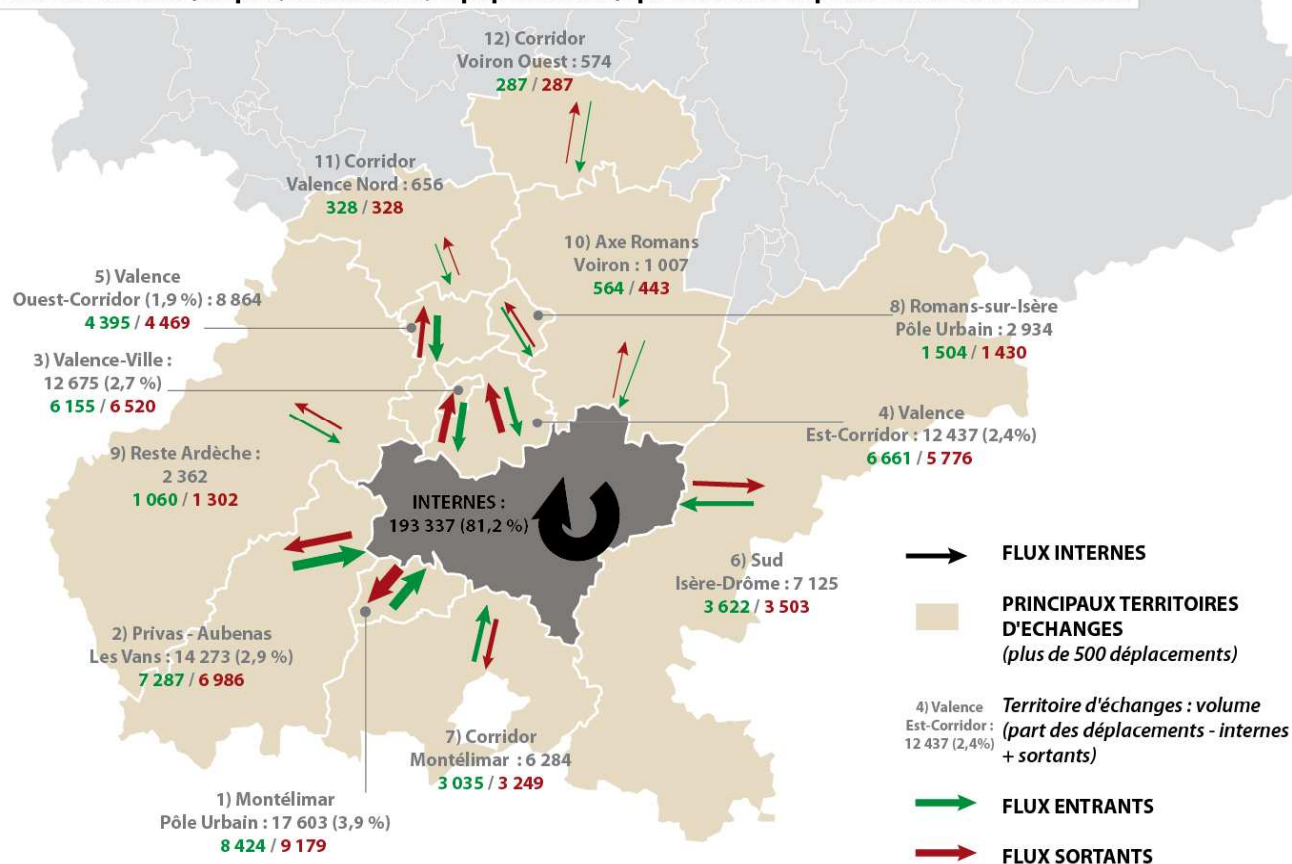 12) Corridor
Voiron Ouest : 574
287 / 287
11) Corridor
Valence Nord : 656
328 / 328
10) Axe Romans
Voiron : 1 007
564 / 443
5) Valence
Ouest-Corridor (1,9 %) : 8 864
4 395 / 4 469
8) Romans-sur-Isère
Pôle Urbain : 2 934
1 504 / 1 430
3) Valence-Ville :
12 675 (2,7 %)
6 155 / 6 520
4) Valence
Est-Corridor : 12 437 (2,4%)
6 661 / 5 776
9) Reste Ardèche :
2 362
1 060 / 1 302
INTERNES :
193 337 (81,2 %)
6) Sud
Isère-Drôme : 7 125
3 622 / 3 503
2) Privas - Aubenas
Les Vans : 14 273 (2,9 %)
7 287 / 6 986
7) Corridor
Montélimar : 6 284
3 035 / 3 249
1) Montélimar
Pôle Urbain : 17 603 (3,9 %)
8 424 / 9 179
FLUX INTERNES
PRINCIPAUX TERRITOIRES
D'ECHANGES
(plus de 500 déplacements)
4) Valence
Est-Corridor :
12 437 (2,4%)
Territoire d'échanges : volume
(part des déplacements - internes
+ sortants)
FLUX ENTRANTS
FLUX SORTANTS